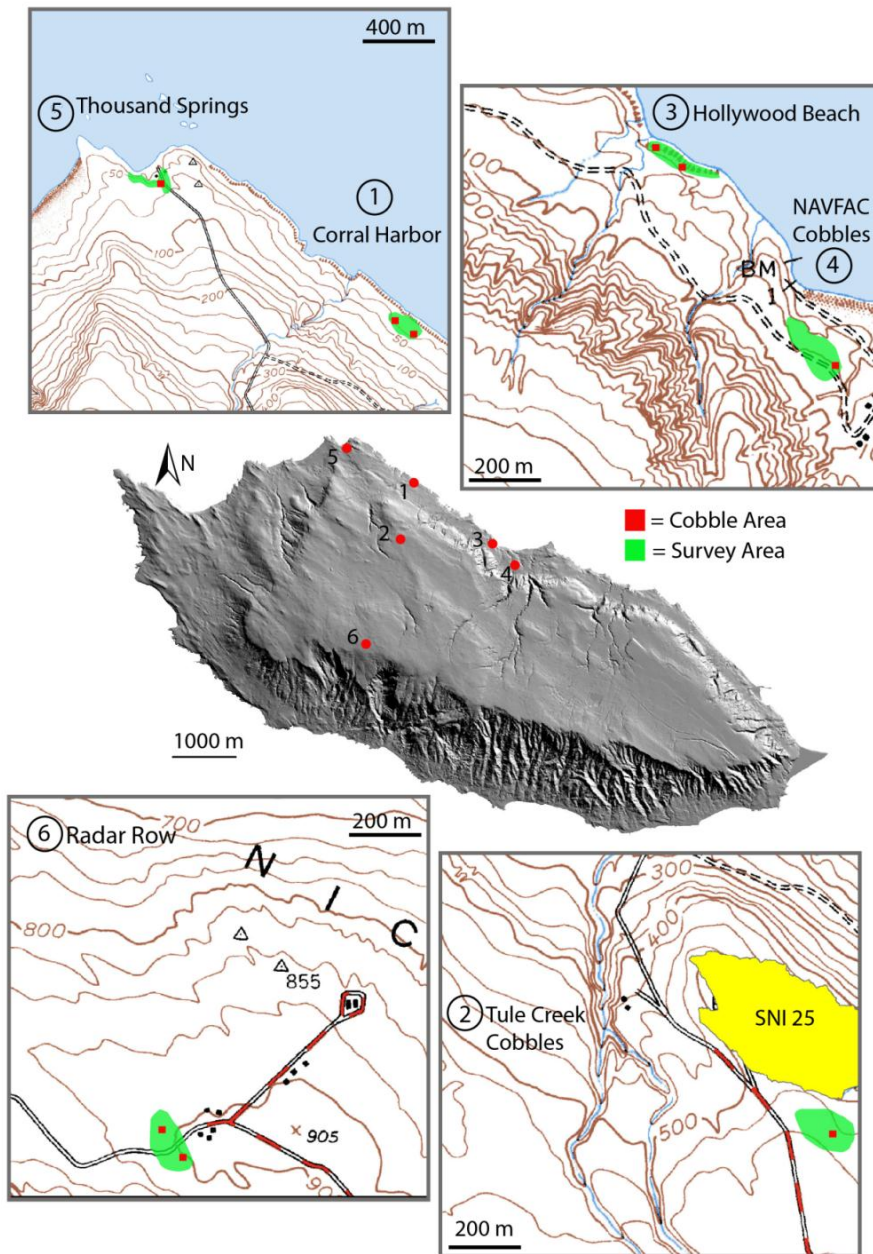 400 m
5 Thousand Springs
50
1
Corral Harbor
100
200
50
100
300
3 Hollywood Beach
NAVFAC
Cobbles
BM
4
1
200 m
N
5
1
2
3
4
6
1000 m
= Cobble Area
= Survey Area
6 Radar Row
700
200 m
N
I
C
800
855
905
300
400
2 Tule Creek
Cobbles
SNI 25
500
200 m